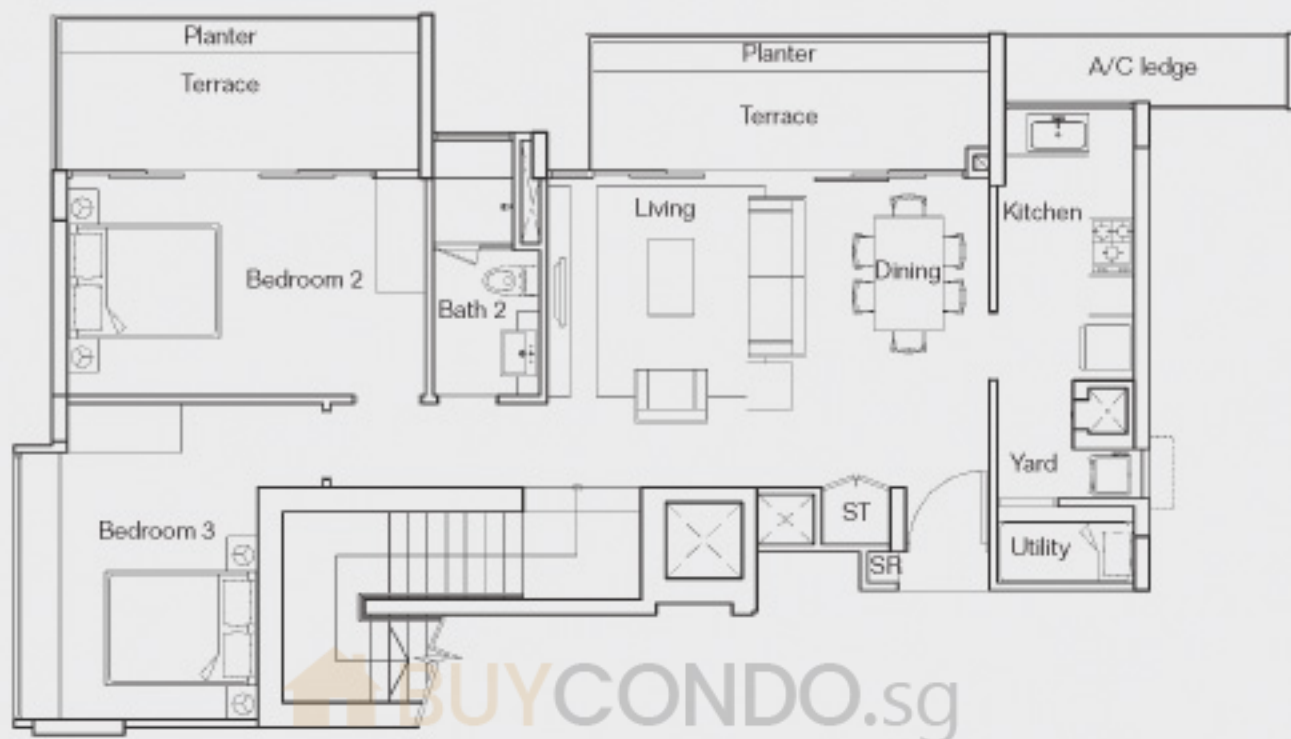 Planter
Terrace
Planter
Terrace
A/C ledge
Living
Kitchen
Dining
Bedroom 2
Bath 2
Yard
ST
Bedroom 3
Utility
SR
BUYCONDO.sg